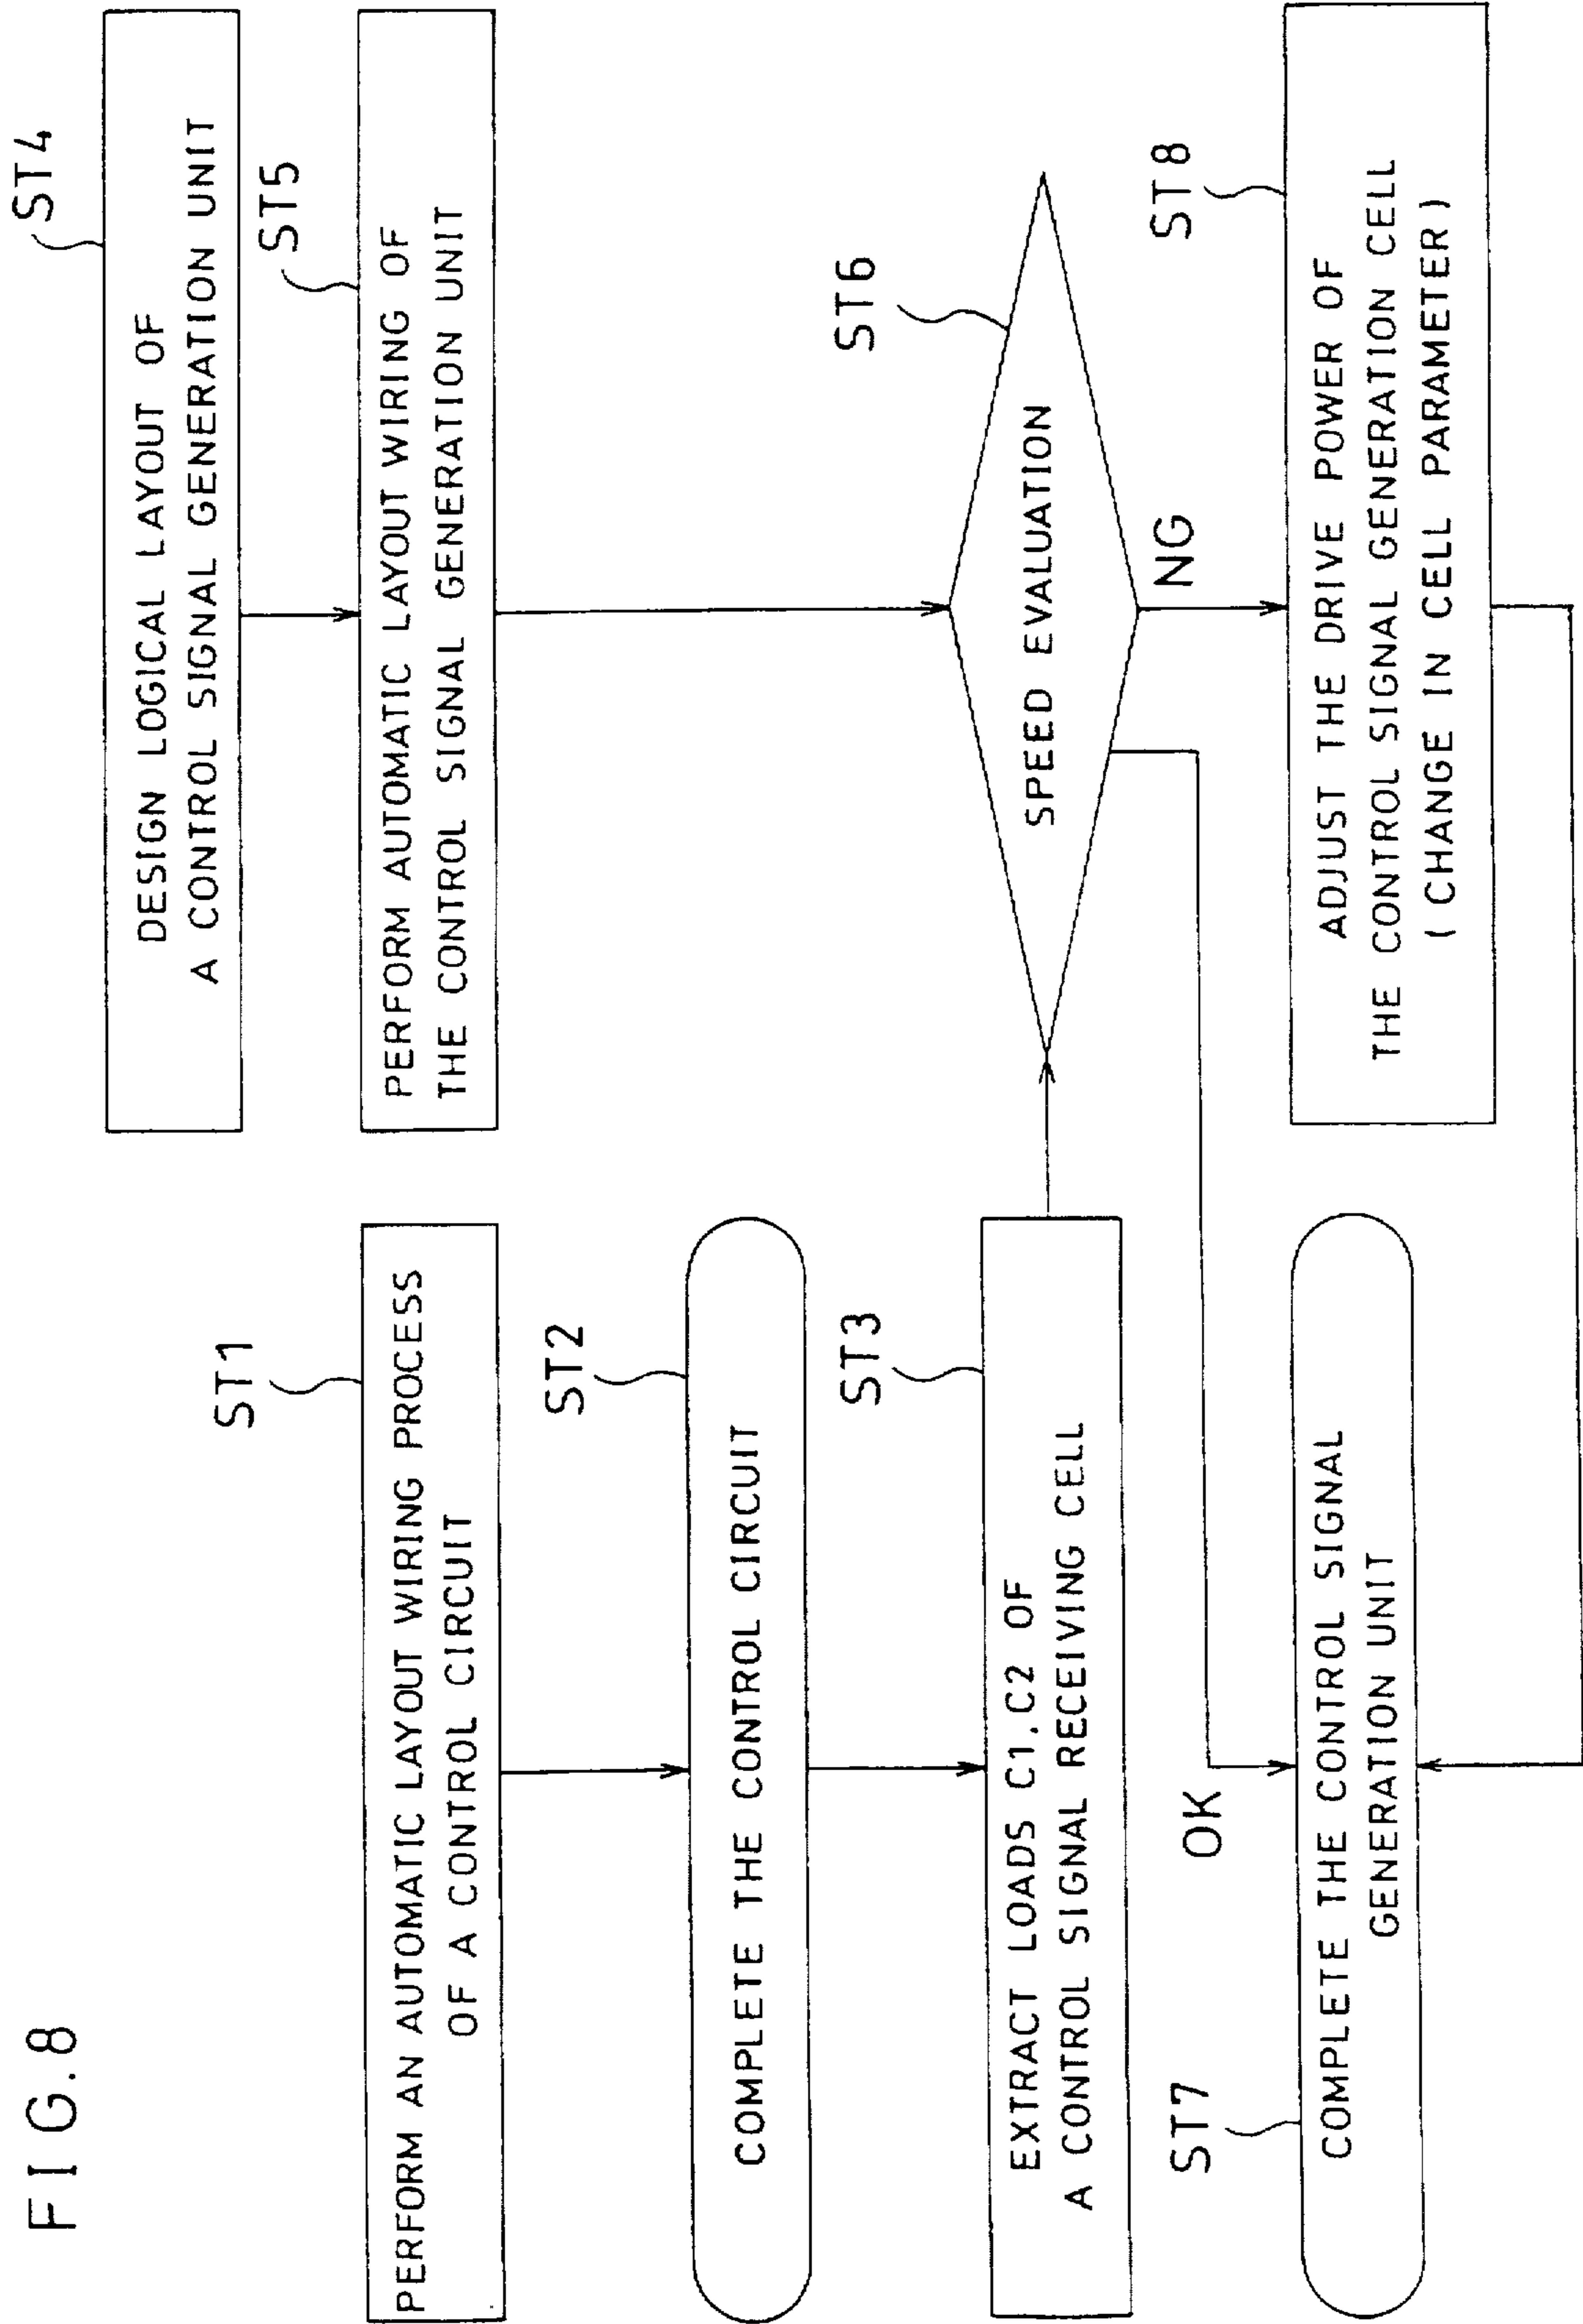 FIG.8
ST1
PERFORM AN AUTOMATIC LAYOUT WIRING PROCESS
OF A CONTROL CIRCUIT
ST2
COMPLETE THE CONTROL CIRCUIT
ST3
EXTRACT LOADS C1,C2 OF
A CONTROL SIGNAL RECEIVING CELL
ST4
DESIGN LOGICAL LAYOUT OF
A CONTROL SIGNAL GENERATION UNIT
ST5
PERFORM AUTOMATIC LAYOUT WIRING OF
THE CONTROL SIGNAL GENERATION UNIT
ST6
SPEED EVALUATION
OK
NG
ST7
COMPLETE THE CONTROL SIGNAL
GENERATION UNIT
ST8
ADJUST THE DRIVE POWER OF
THE CONTROL SIGNAL GENERATION CELL
(CHANGE IN CELL PARAMETER)